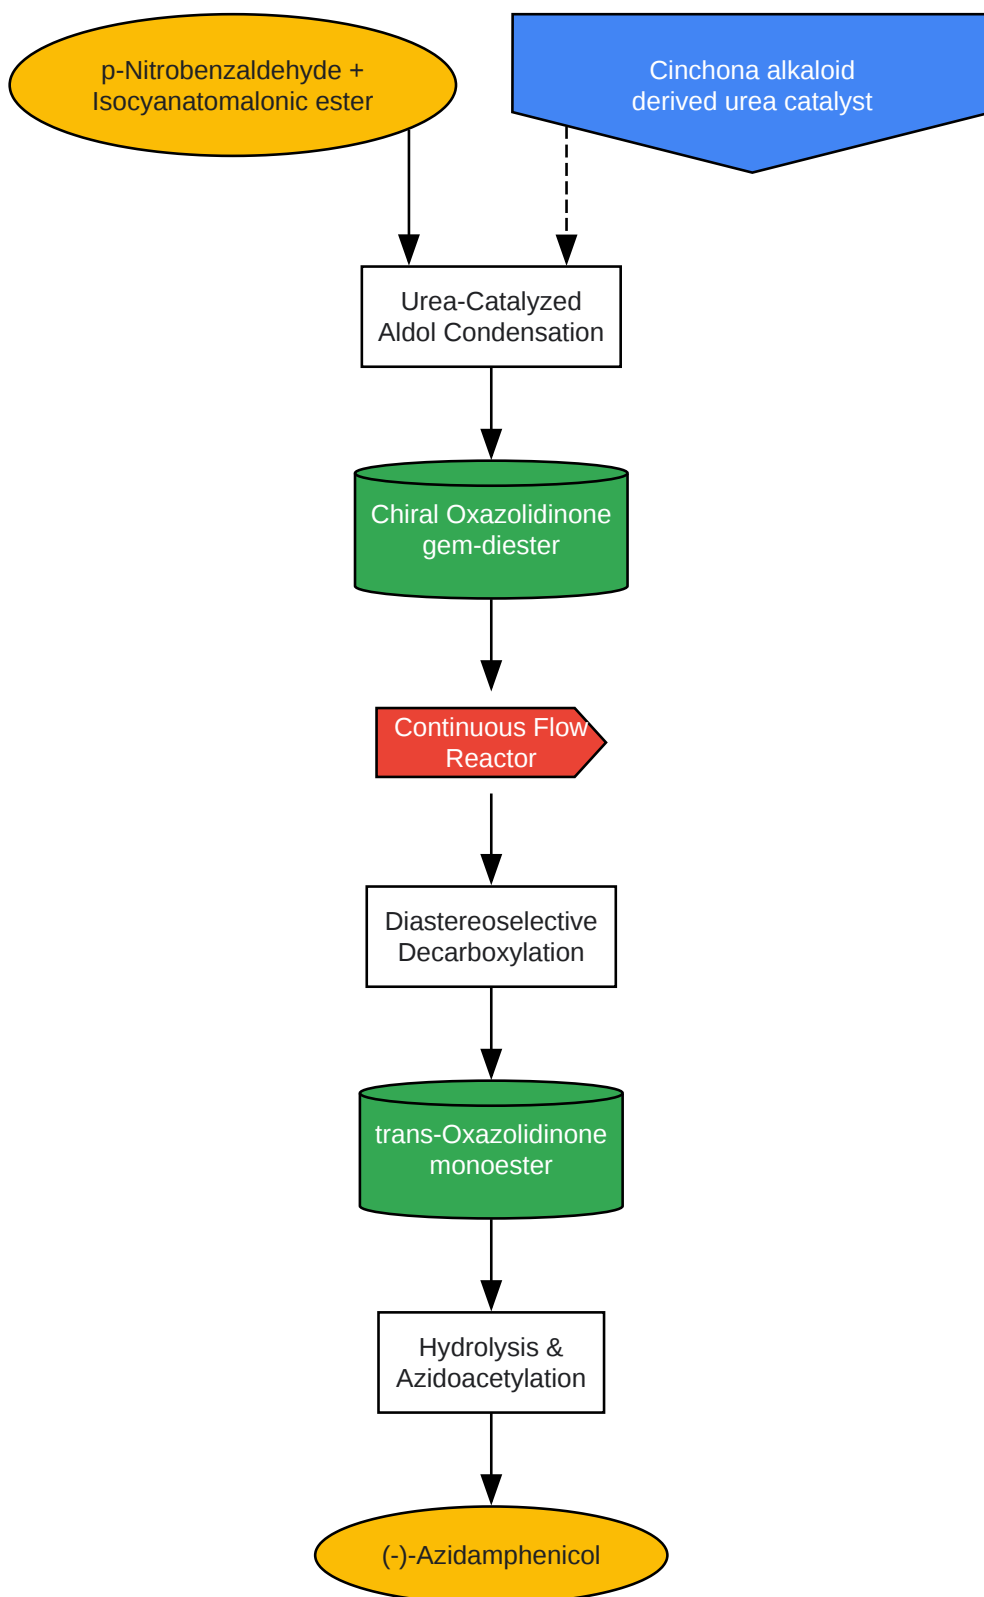 p-Nitrobenzaldehyde +
Isocyanatomalonic ester
Cinchona alkaloid
derived urea catalyst
Urea-Catalyzed
Aldol Condensation
Chiral Oxazolidinone
gem-diester
Continuous Flow
Reactor
Diastereoselective
Decarboxylation
trans-Oxazolidinone
monoester
Hydrolysis &
Azidoacetylation
(-)-Azidamphenicol